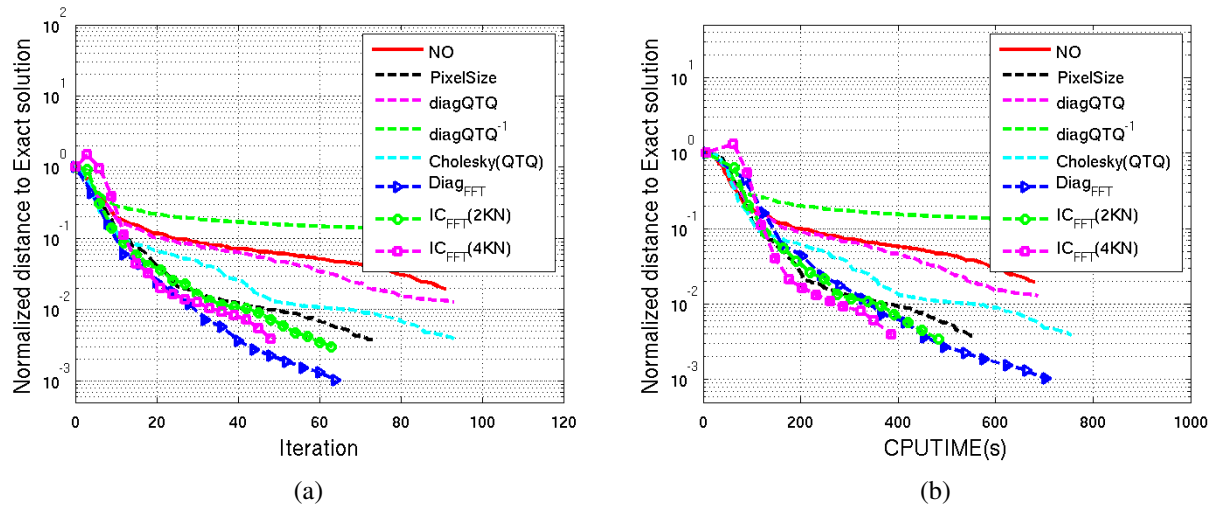 Normalized distance to Exact solution
10^2
10^1
10^0
10^-1
10^-2
10^-3
0 20 40 60 80 100 120
Iteration
NO
PixelSize
diagQTQ
diagQTQ^-1
Cholesky(QTQ)
Diag_FFT
IC_FFT(2KN)
IC_FFT(4KN)
(a)
Normalized distance to Exact solution
10^1
10^0
10^-1
10^-2
10^-3
0 200 400 600 800 1000
CPUTIME(s)
NO
PixelSize
diagQTQ
diagQTQ^-1
Cholesky(QTQ)
Diag_FFT
IC_FFT(2KN)
IC_FFT(4KN)
(b)